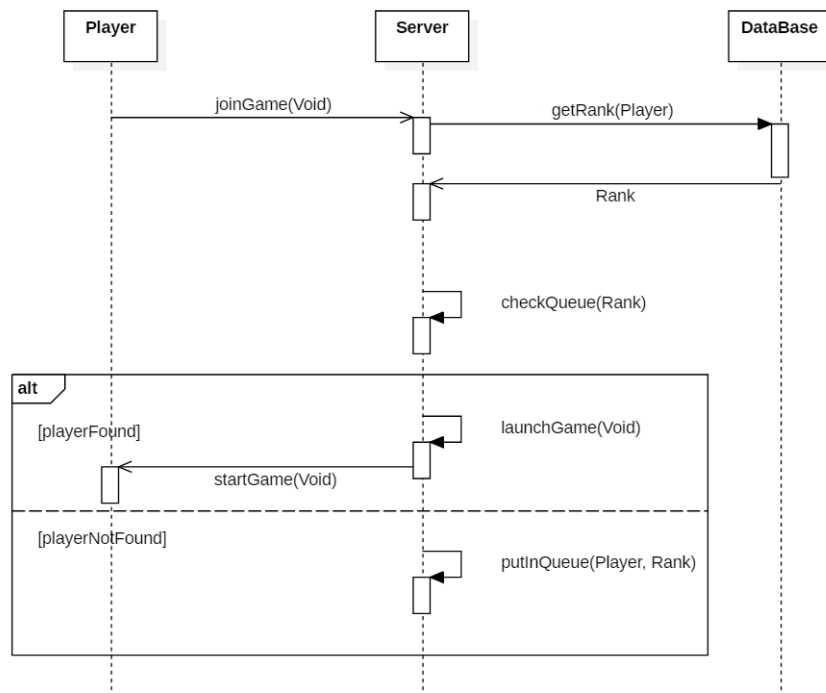 Player
Server
DataBase
joinGame(Void)
getRank(Player)
Rank
checkQueue(Rank)
alt
[playerFound]
launchGame(Void)
startGame(Void)
[playerNotFound]
putInQueue(Player, Rank)